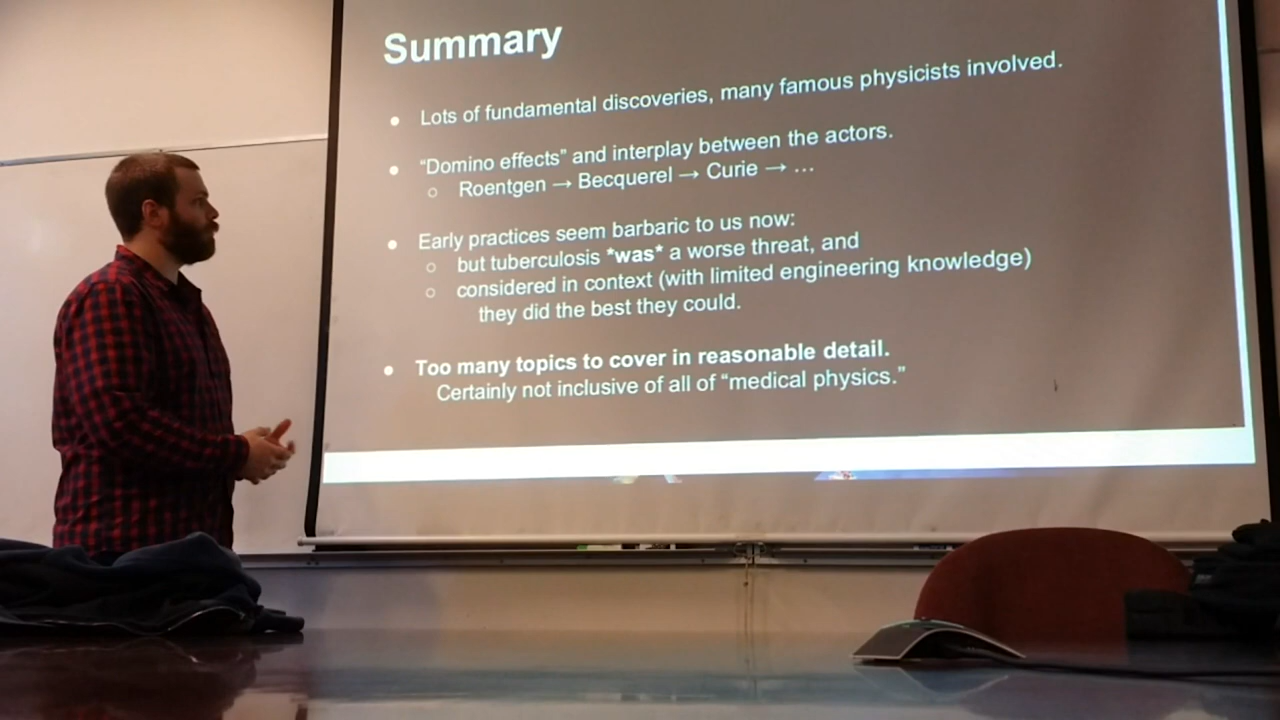 Summary
● Lots of fundamental discoveries, many famous physicists involved.
● “Domino effects” and interplay between the actors.
○ Roentgen → Becquerel → Curie → ...
● Early practices seem barbaric to us now:
○ but tuberculosis *was* a worse threat, and
○ considered in context (with limited engineering knowledge)
they did the best they could.
● Too many topics to cover in reasonable detail.
Certainly not inclusive of all of “medical physics.”